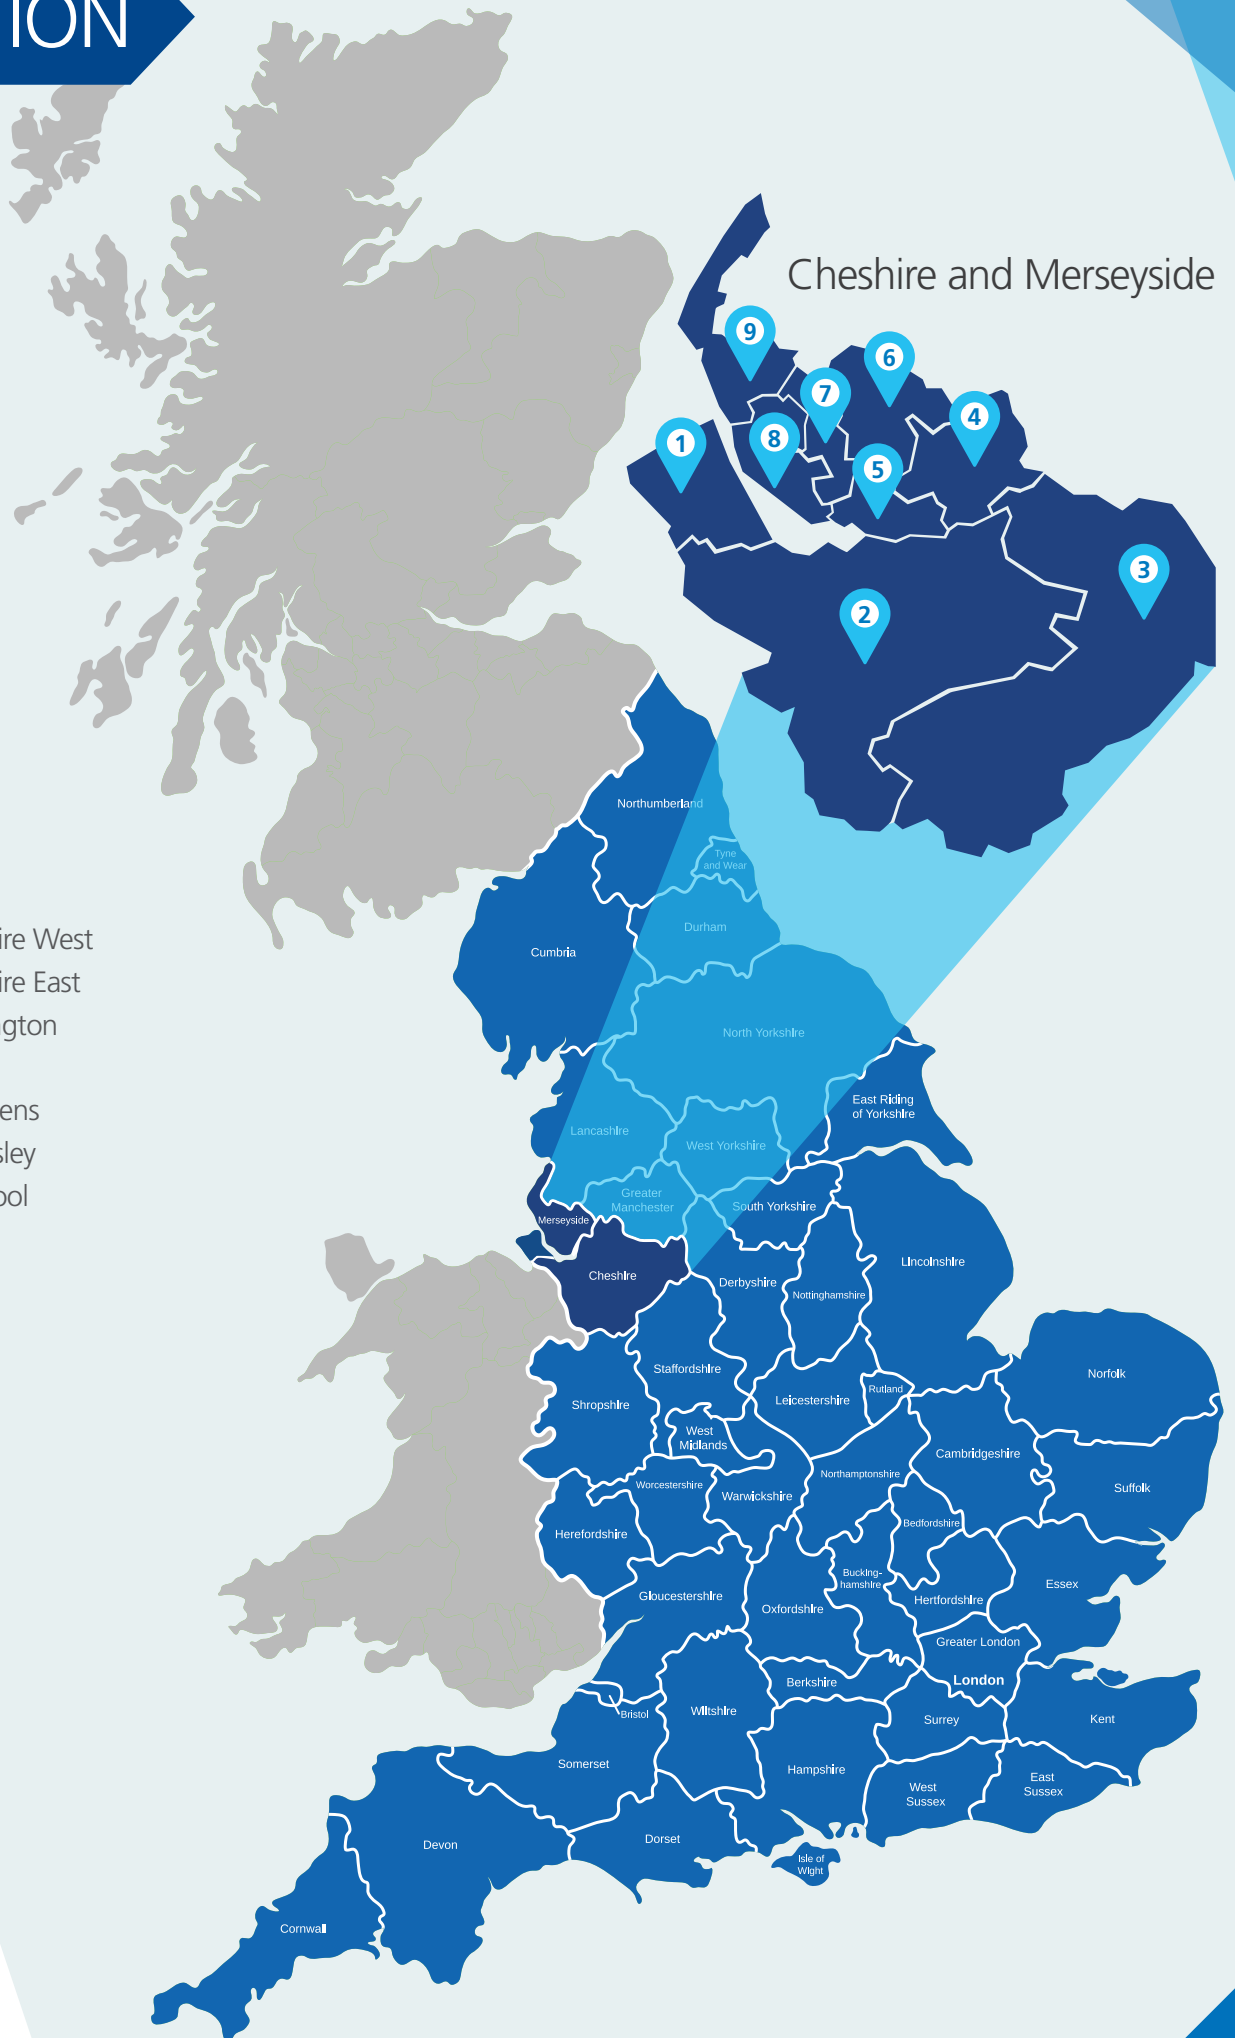 ION
Cheshire and Merseyside
9
6
7
4
1
8
5
3
2
ire West
ire East
gton
ens
sley
ool
Northumberland
Tyne
and Wear
Durham
Cumbria
North Yorkshire
East Riding
of Yorkshire
Lancashire
West Yorkshire
Greater
Manchester
South Yorkshire
Merseyside
Cheshire
Derbyshire
Nottinghamshire
Lincolnshire
Staffordshire
Norfolk
Shropshire
Leicestershire
Rutland
West
Midlands
Cambridgeshire
Worcestershire
Warwickshire
Northamptonshire
Suffolk
Herefordshire
Bedfordshire
Gloucestershire
Oxfordshire
Bucking-
hamshire
Hertfordshire
Essex
Greater London
London
Berkshire
Bristol
Wiltshire
Surrey
Kent
Somerset
Hampshire
West
Sussex
East
Sussex
Devon
Dorset
Isle of
Wight
Cornwall